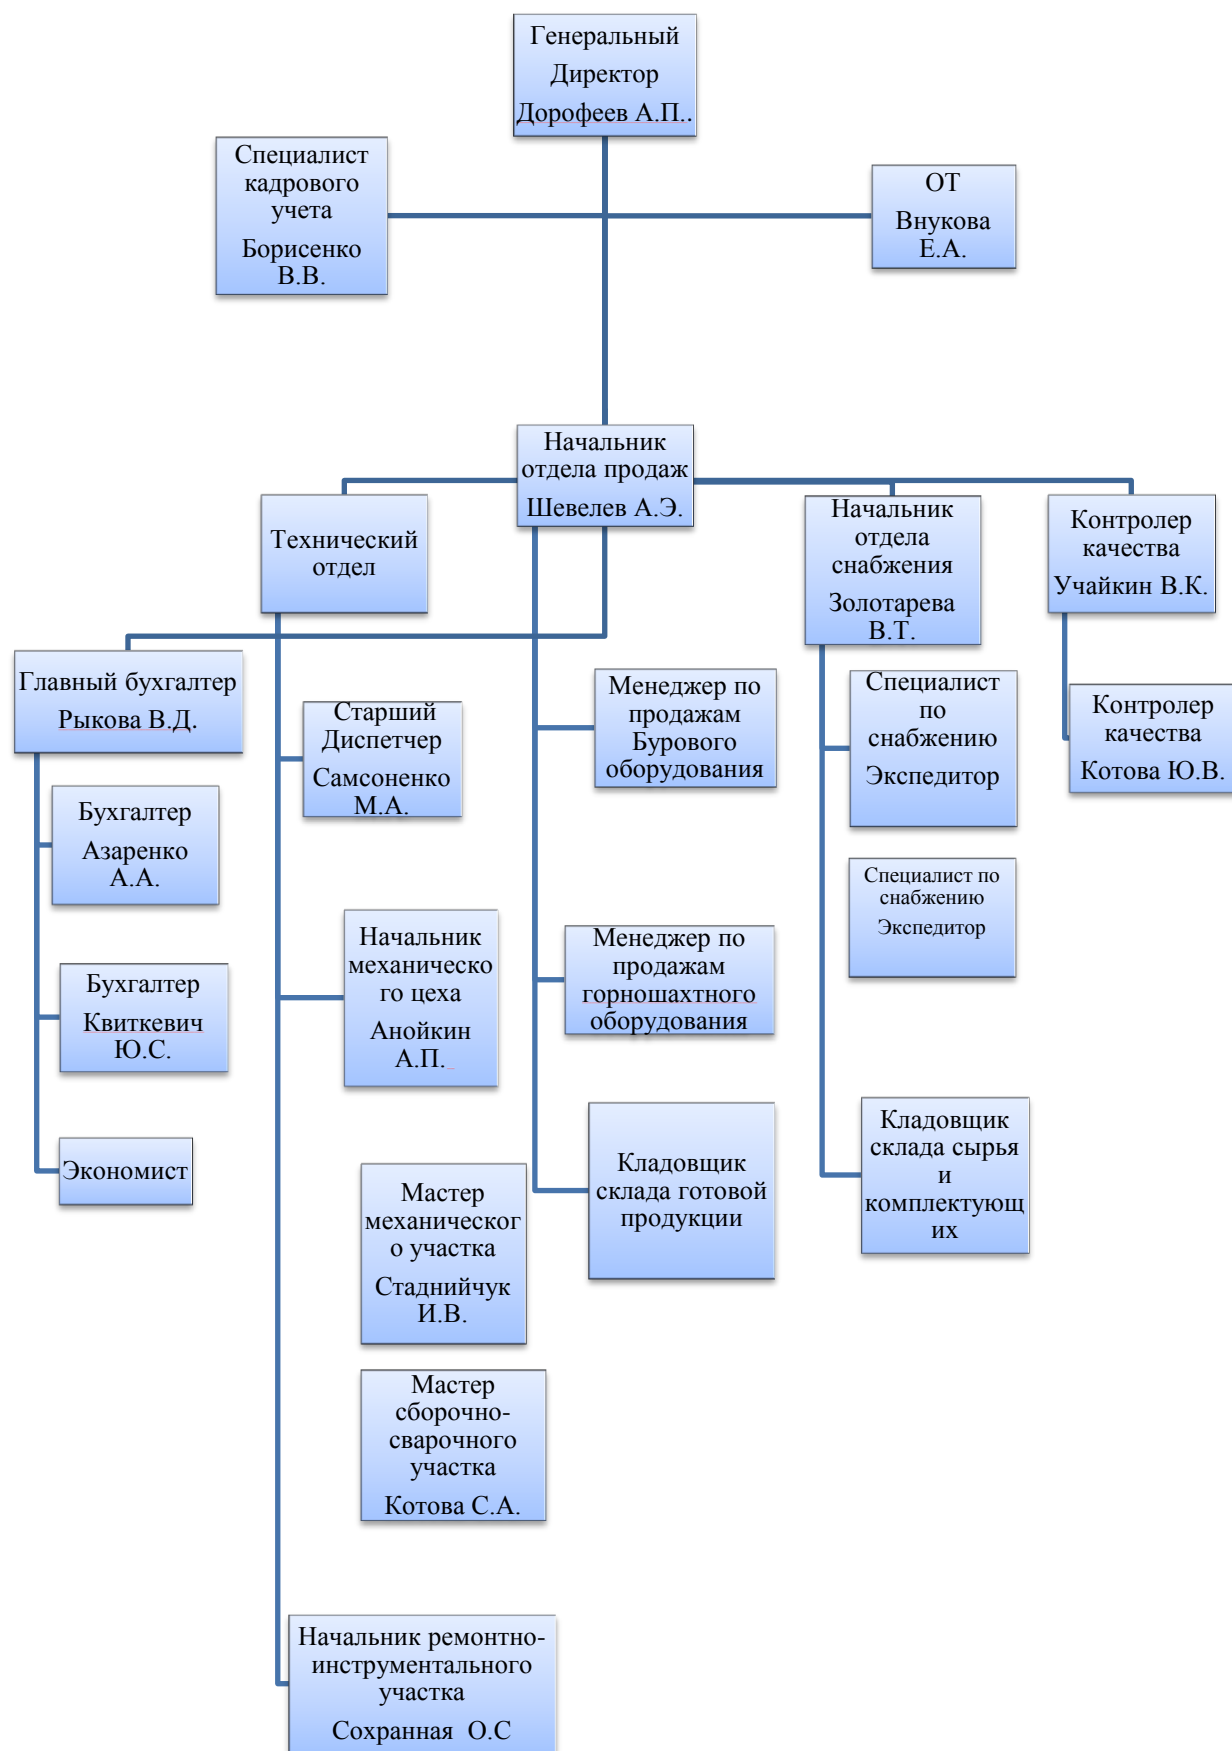 Генеральный
Директор
Дорофеев А.П..
Специалист
кадрового
учета
Борисенко
В.В.
ОТ
Внукова
Е.А.
Начальник
отдела продаж
Шевелев А.Э.
Технический
отдел
Начальник
отдела
снабжения
Золотарева
В.Т.
Контролер
качества
Учайкин В.К.
Главный бухгалтер
Рыкова В.Д.
Старший
Диспетчер
Самсоненко
М.А.
Менеджер по
продажам
Бурового
оборудования
Специалист
по
снабжению
Экспедитор
Контролер
качества
Котова Ю.В.
Бухгалтер
Азаренко
А.А.
Специалист по
снабжению
Экспедитор
Начальник
механическо
го цеха
Анойкин
А.П.
Менеджер по
продажам
горношахтного
оборудования
Бухгалтер
Квиткевич
Ю.С.
Экономист
Кладовщик
склада готовой
продукции
Кладовщик
склада сырья
и
комплектующ
их
Мастер
механическог
о участка
Стаднийчук
И.В.
Мастер
сборочно-
сварочного
участка
Котова С.А.
Начальник ремонтно-
инструментального
участка
Сохранная  О.С